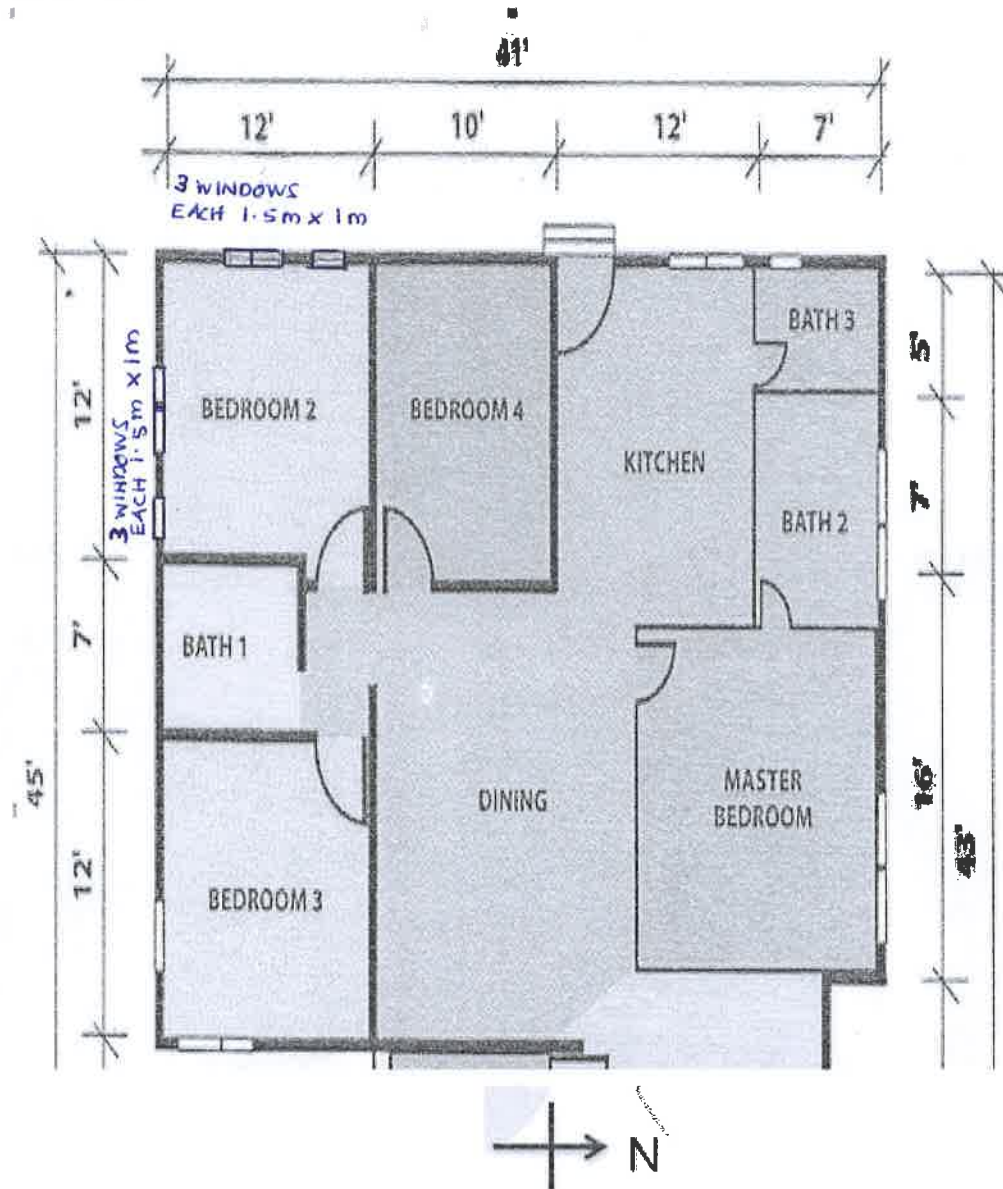 41'
12'
10'
12'
7'
3 WINDOWS
EACH 1.5m x 1m
BATH 3
5'
12'
3 WINDOWS
EACH 1.5m x 1m
BEDROOM 2
BEDROOM 4
KITCHEN
BATH 2
7'
7'
BATH 1
45'
DINING
MASTER
BEDROOM
16'
43'
12'
BEDROOM 3
N